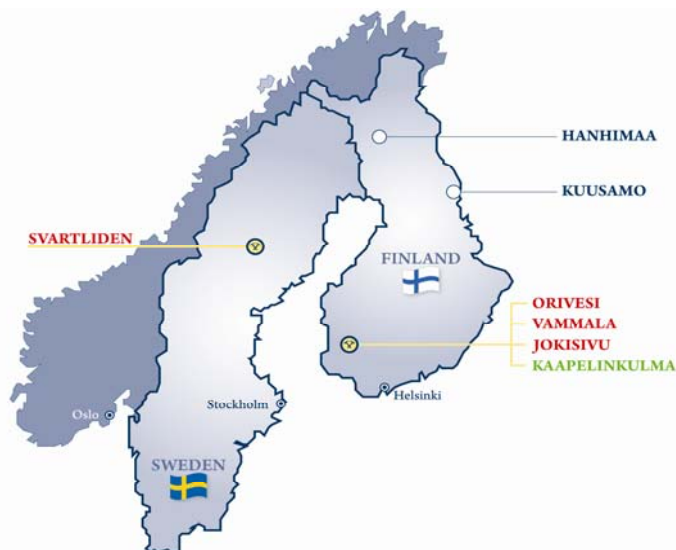 HANHIMAA
KUUSAMO
SVARTLIDEN
FINLAND
ORIVESI
VAMMALA
JOKISIVU
KAAPELINKULMA
Helsinki
Stockholm
Oslo
SWEDEN